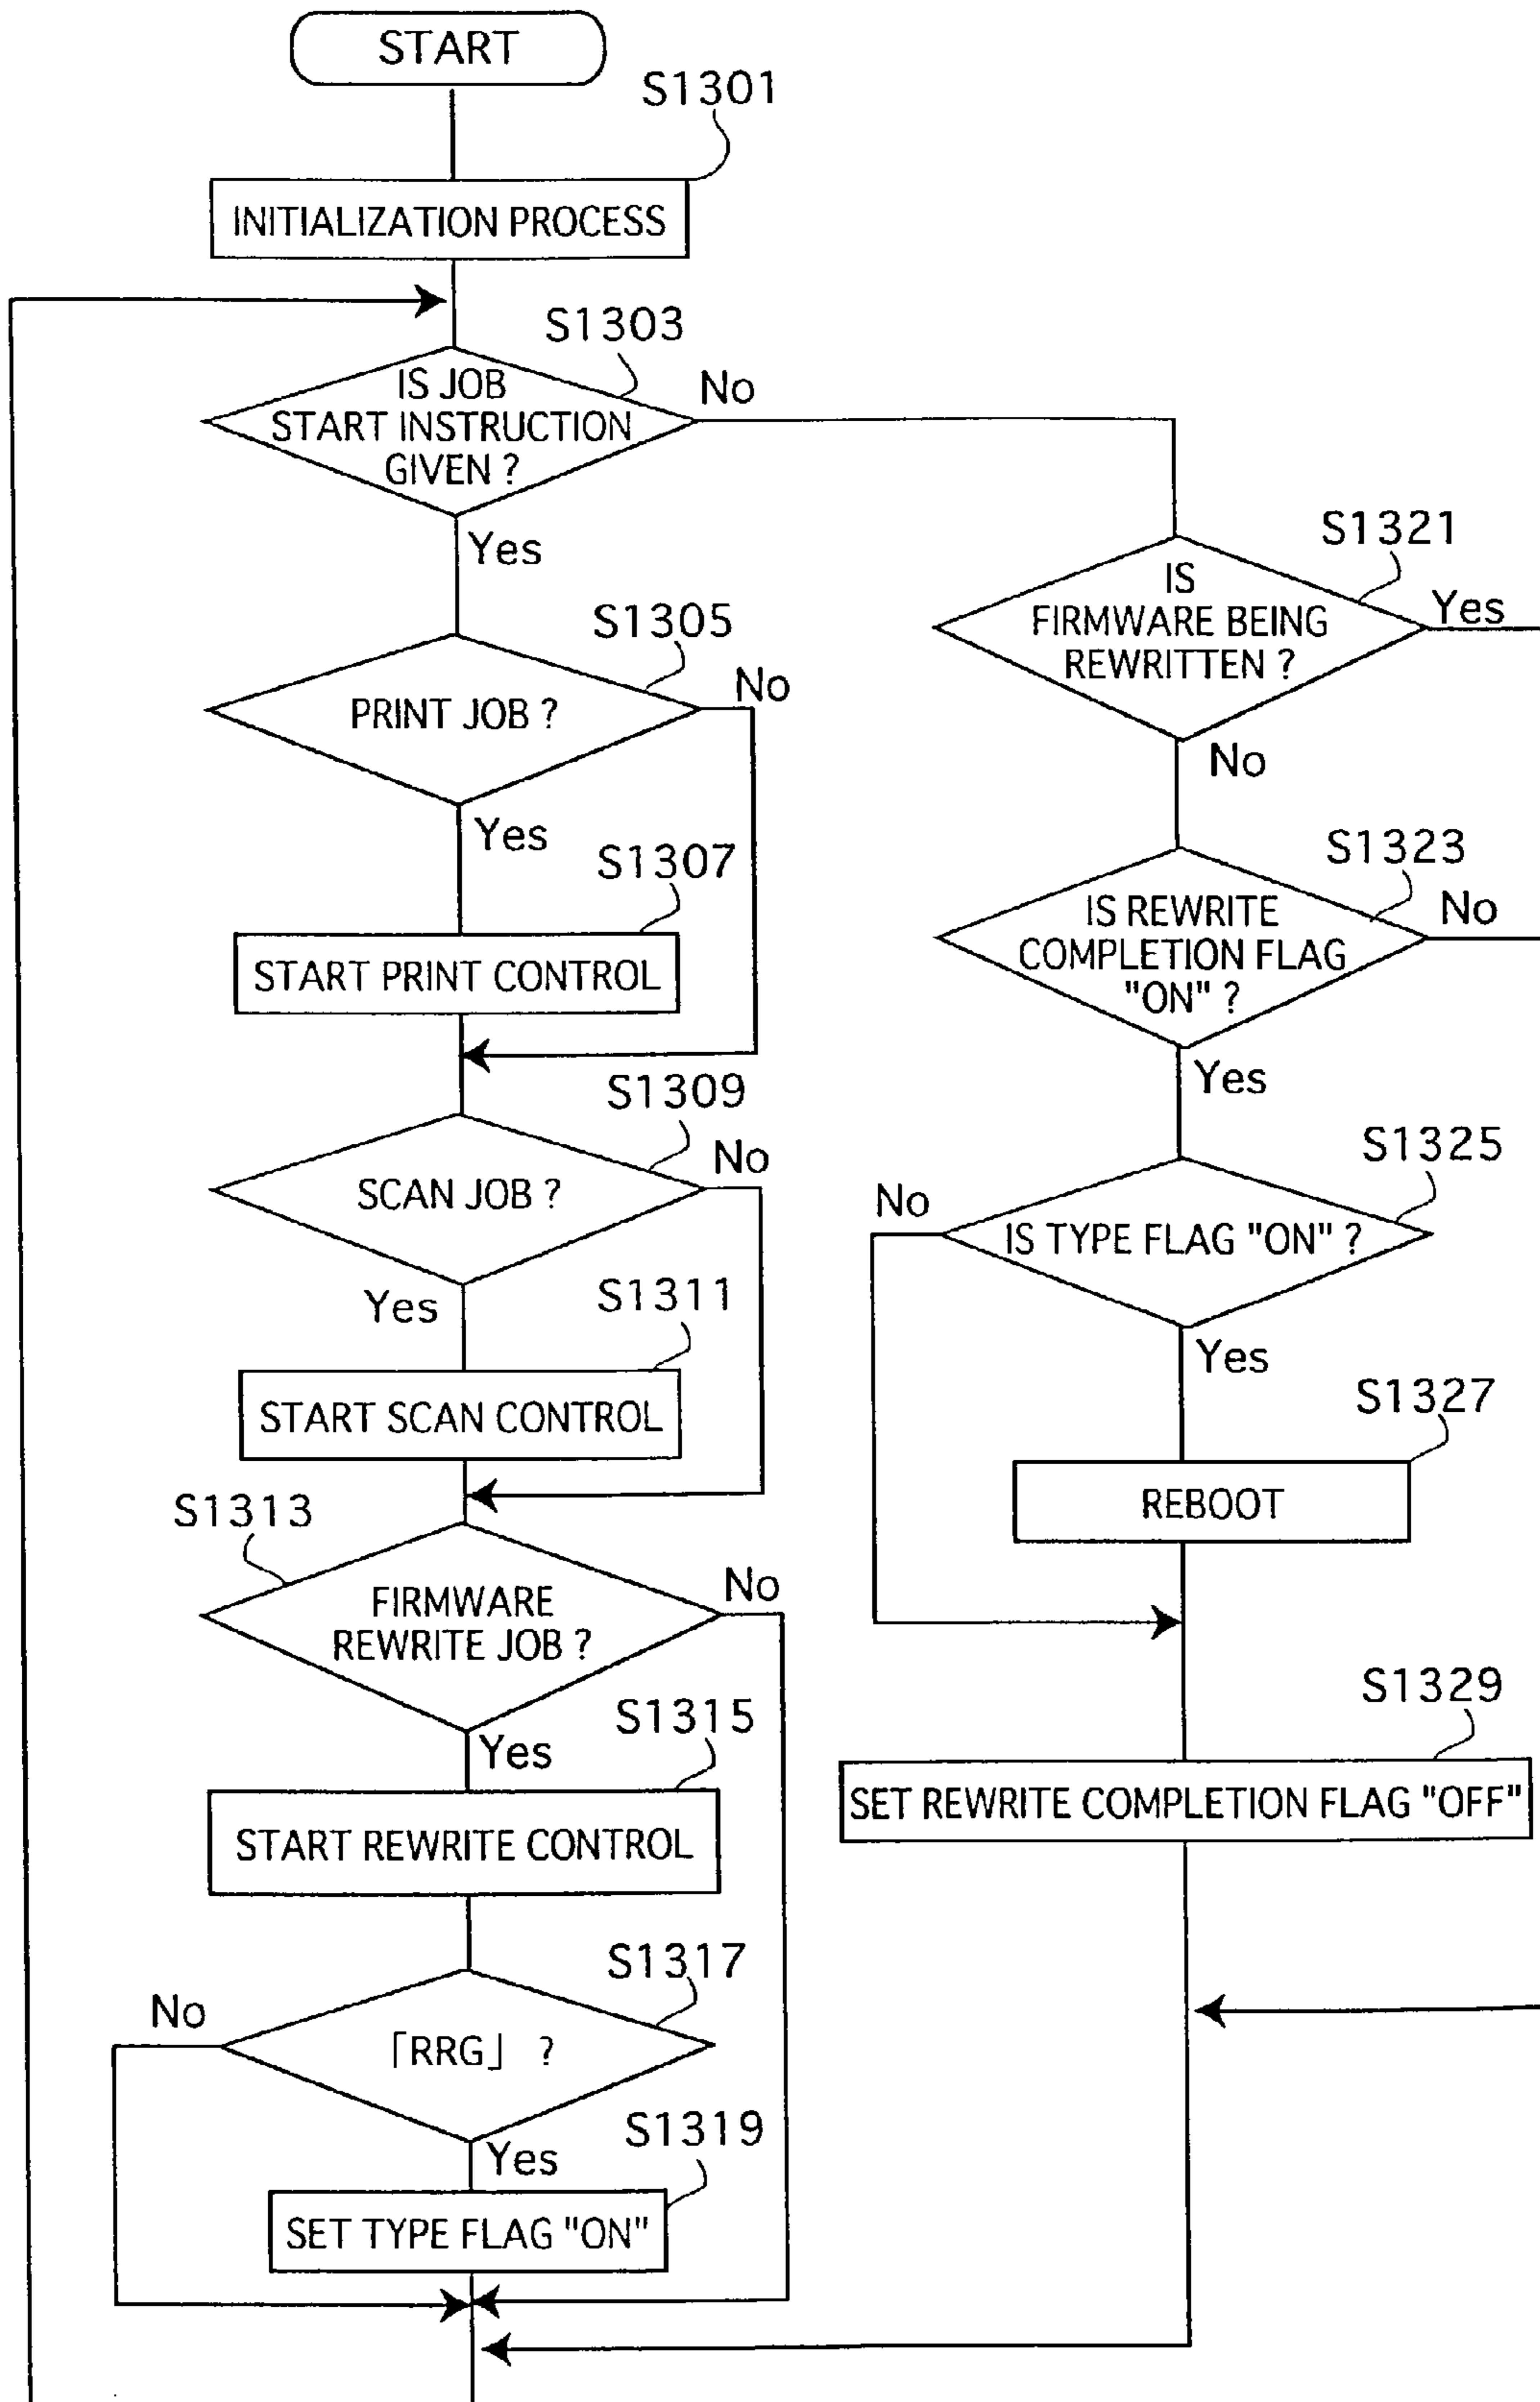 START
S1301
INITIALIZATION PROCESS
S1303
IS JOB
START INSTRUCTION
GIVEN ?
No
Yes
S1305
PRINT JOB ?
No
Yes
S1307
START PRINT CONTROL
S1309
SCAN JOB ?
No
Yes
S1311
START SCAN CONTROL
S1313
FIRMWARE
REWRITE JOB ?
No
Yes
S1315
START REWRITE CONTROL
S1317
No
「RRG」 ?
Yes
S1319
SET TYPE FLAG "ON"
S1321
IS
FIRMWARE BEING
REWRITTEN ?
Yes
No
S1323
IS REWRITE
COMPLETION FLAG
"ON" ?
No
Yes
S1325
No
IS TYPE FLAG "ON" ?
Yes
S1327
REBOOT
S1329
SET REWRITE COMPLETION FLAG "OFF"